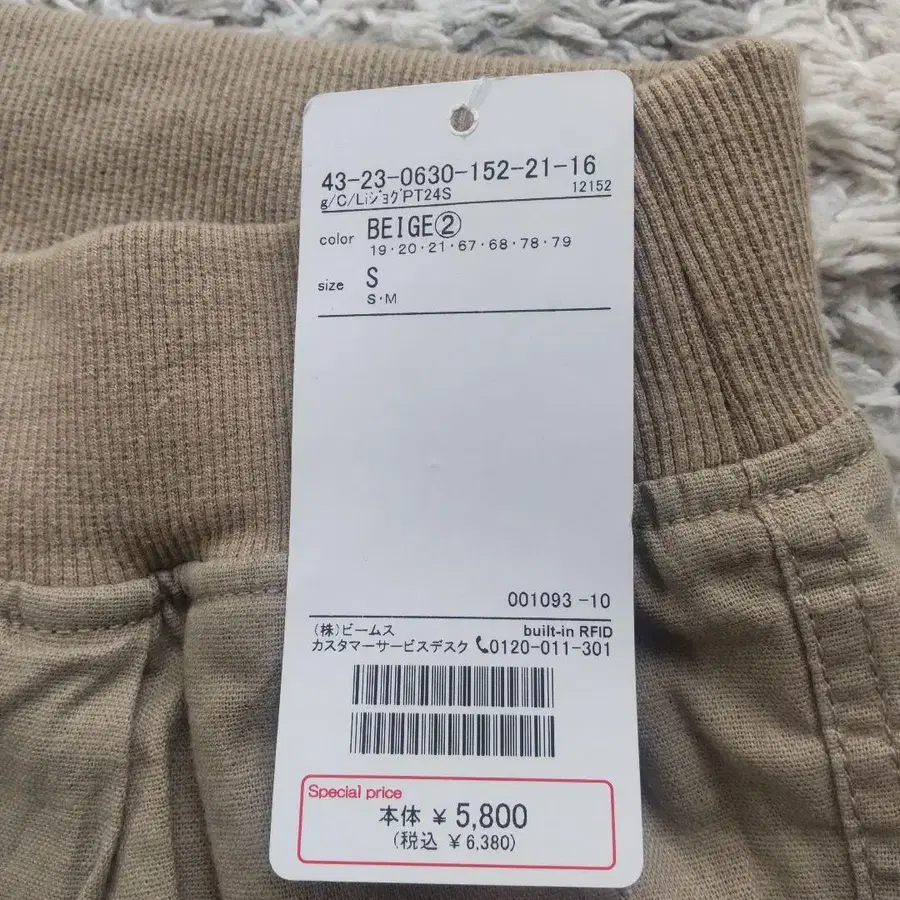 43-23-0630-152-21-16
g/C/Liジョグ PT24S 12152
color BEIGE②
19・20・21・67・68・78・79
size S
S・M
001093 -10
(株)ビームス built-in RFID
カスタマーサービスデスク 📞0120-011-301
Special price
本体 ¥ 5,800
(税込 ¥6,380)